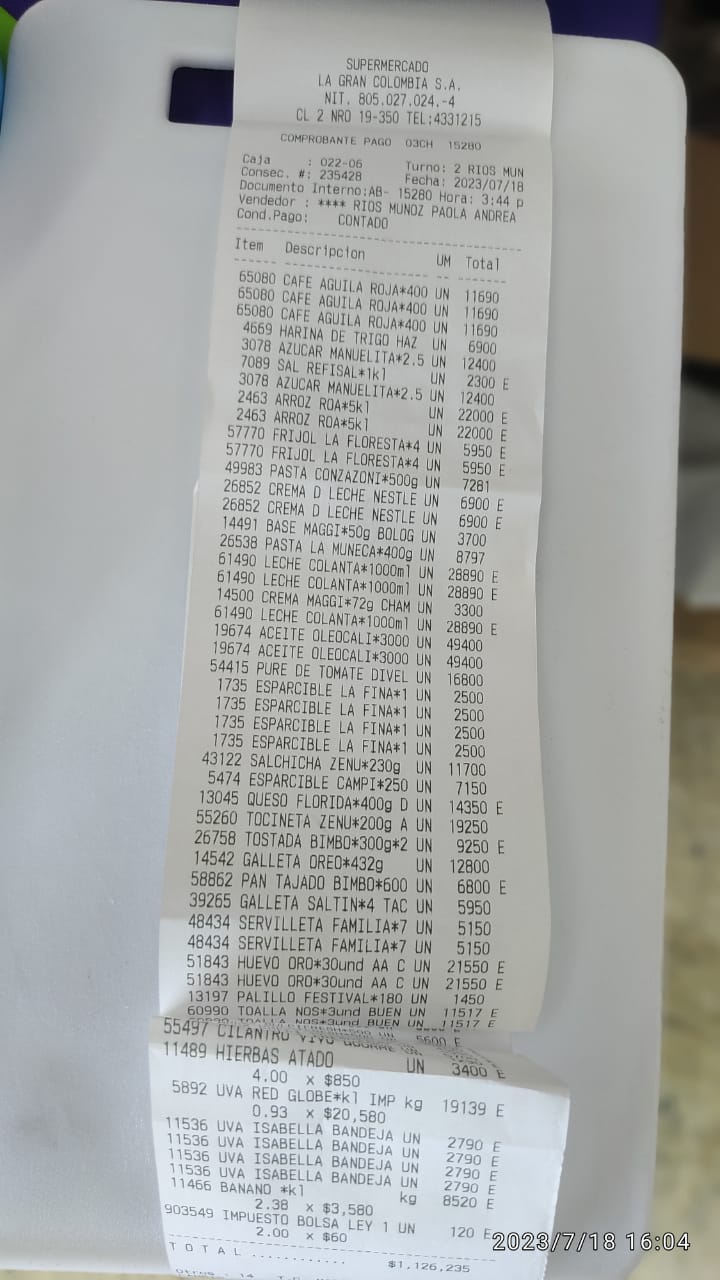 SUPERMERCADO
LA GRAN COLOMBIA S.A.
NIT. 805.027.024.-4
CL 2 NRO 19-350 TEL:4331215
COMPROBANTE PAGO 03CH 15280
Caja : 022-06 Turno: 2 RIOS MUN
Consec. #: 235428 Fecha: 2023/07/18
Documento Interno:AB- 15280 Hora: 3:44 p
Vendedor : **** RIOS MUÑOZ PAOLA ANDREA
Cond.Pago: CONTADO
Item Descripcion UM Total
65080 CAFE AGUILA ROJA*400 UN 11690
65080 CAFE AGUILA ROJA*400 UN 11690
65080 CAFE AGUILA ROJA*400 UN 11690
4669 HARINA DE TRIGO HAZ UN 6900
3078 AZUCAR MANUELITA*2.5 UN 12400
7089 SAL REFISAL*1kl UN 2300 E
3078 AZUCAR MANUELITA*2.5 UN 12400
2463 ARROZ ROA*5kl UN 22000 E
2463 ARROZ ROA*5kl UN 22000 E
57770 FRIJOL LA FLORESTA*4 UN 5950 E
57770 FRIJOL LA FLORESTA*4 UN 5950 E
49983 PASTA CONZAZONI*500g UN 7281
26852 CREMA D LECHE NESTLE UN 6900 E
26852 CREMA D LECHE NESTLE UN 6900 E
14491 BASE MAGGI*50g BOLOG UN 3700
26538 PASTA LA MUNECA*400g UN 8797
61490 LECHE COLANTA*1000ml UN 28890 E
61490 LECHE COLANTA*1000ml UN 28890 E
14500 CREMA MAGGI*72g CHAM UN 3300
61490 LECHE COLANTA*1000ml UN 28890 E
19674 ACEITE OLEOCALI*3000 UN 49400
19674 ACEITE OLEOCALI*3000 UN 49400
54415 PURE DE TOMATE DIVEL UN 16800
1735 ESPARCIBLE LA FINA*1 UN 2500
1735 ESPARCIBLE LA FINA*1 UN 2500
1735 ESPARCIBLE LA FINA*1 UN 2500
1735 ESPARCIBLE LA FINA*1 UN 2500
43122 SALCHICHA ZENU*230g UN 11700
5474 ESPARCIBLE CAMPI*250 UN 7150
13045 QUESO FLORIDA*400g D UN 14350 E
55260 TOCINETA ZENU*200g A UN 19250
26758 TOSTADA BIMBO*300g*2 UN 9250 E
14542 GALLETA OREO*432g UN 12800
58862 PAN TAJADO BIMBO*600 UN 6800 E
39265 GALLETA SALTIN*4 TAC UN 5950
48434 SERVILLETA FAMILIA*7 UN 5150
48434 SERVILLETA FAMILIA*7 UN 5150
51843 HUEVO ORO*30und AA C UN 21550 E
51843 HUEVO ORO*30und AA C UN 21550 E
13197 PALILLO FESTIVAL*180 UN 1450
60990 TOALLA NOS*3und BUEN UN 11517 E
60990 TOALLA NOS*3und BUEN UN 11517 E
55497 CILANTRO VIVO UN 5600 E
11489 HIERBAS ATADO UN 3400 E
4.00 x $850
5892 UVA RED GLOBE*kl IMP kg 19139 E
0.93 x $20,580
11536 UVA ISABELLA BANDEJA UN 2790 E
11536 UVA ISABELLA BANDEJA UN 2790 E
11536 UVA ISABELLA BANDEJA UN 2790 E
11536 UVA ISABELLA BANDEJA UN 2790 E
11466 BANANO *kl kg 8520 E
2.38 x $3,580
903549 IMPUESTO BOLSA LEY 1 UN 120 E
2.00 x $60
TOTAL ............ $1,126,235
2023/7/18 16:04